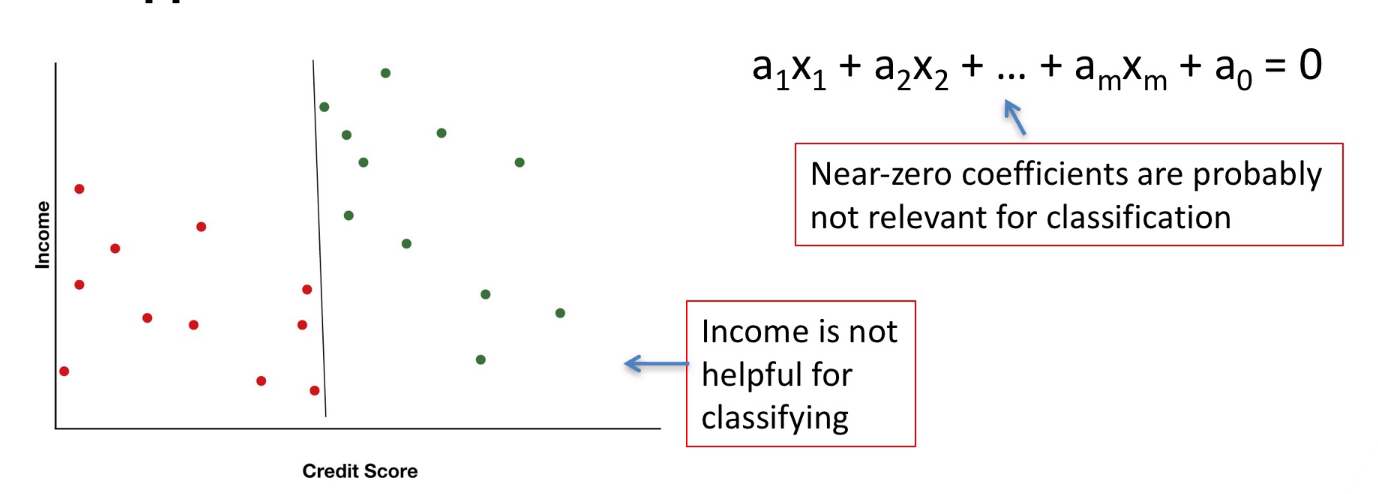 a₁x₁ + a₂x₂ + ... + aₘxₘ + a₀ = 0
Near-zero coefficients are probably
not relevant for classification
Income
Income is not
helpful for
classifying
Credit Score